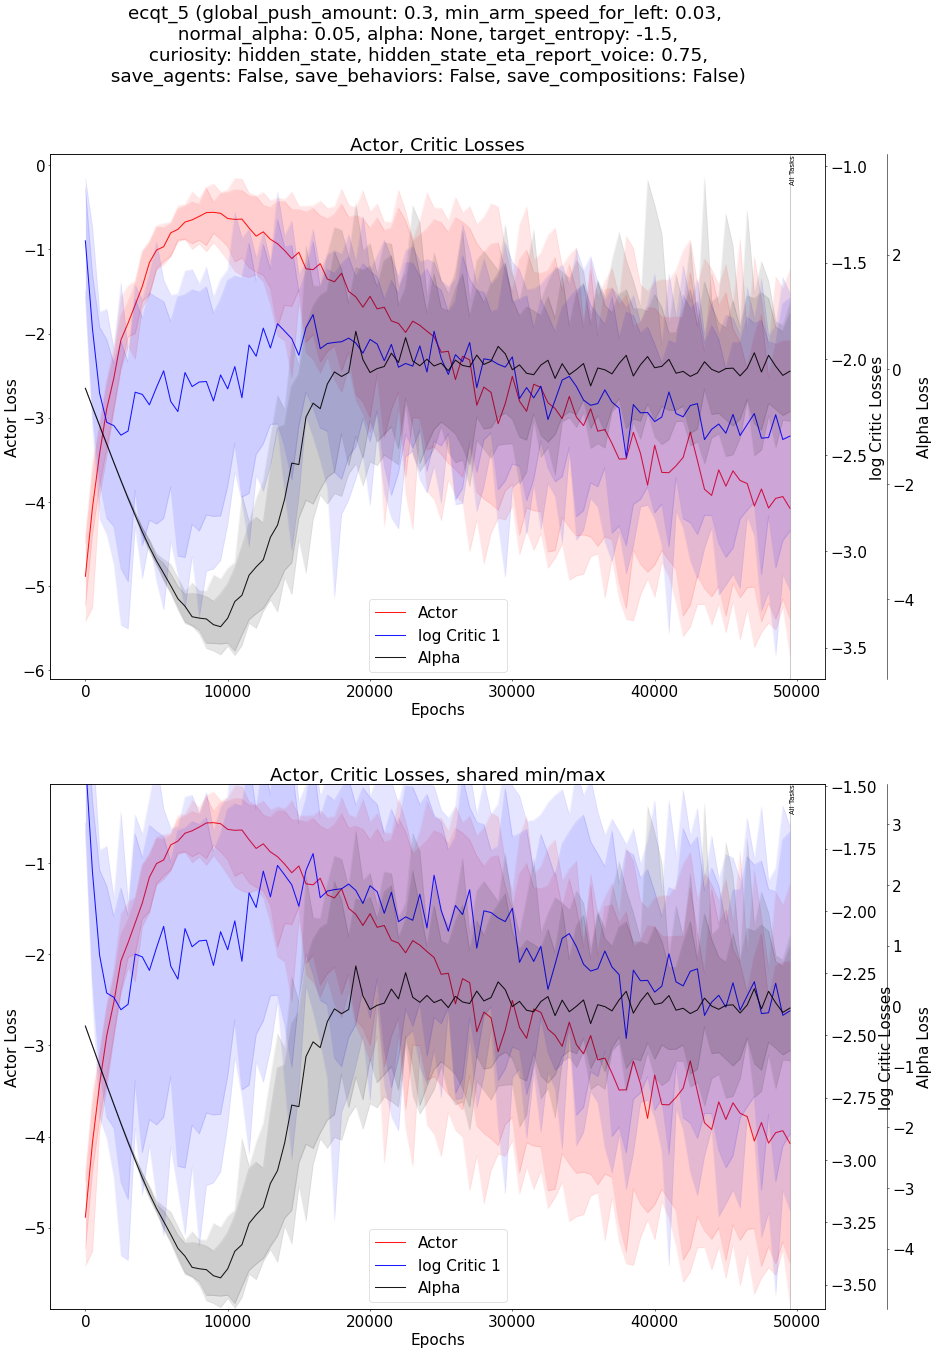 ecqt_5 (global_push_amount: 0.3, min_arm_speed_for_left: 0.03,
normal_alpha: 0.05, alpha: None, target_entropy: -1.5,
curiosity: hidden_state, hidden_state_eta_report_voice: 0.75,
save_agents: False, save_behaviors: False, save_compositions: False)
Actor, Critic Losses
0
−1
−2
−3
−4
−5
−6
Actor Loss
0
10000
20000
30000
40000
50000
Epochs
−1.0
−1.5
−2.0
−2.5
−3.0
−3.5
log Critic Losses
2
0
−2
−4
Alpha Loss
All Tasks
Actor
log Critic 1
Alpha
Actor, Critic Losses, shared min/max
−1
−2
−3
−4
−5
Actor Loss
0
10000
20000
30000
40000
50000
Epochs
−1.50
−1.75
−2.00
−2.25
−2.50
−2.75
−3.00
−3.25
−3.50
log Critic Losses
3
2
1
0
−1
−2
−3
−4
Alpha Loss
All Tasks
Actor
log Critic 1
Alpha